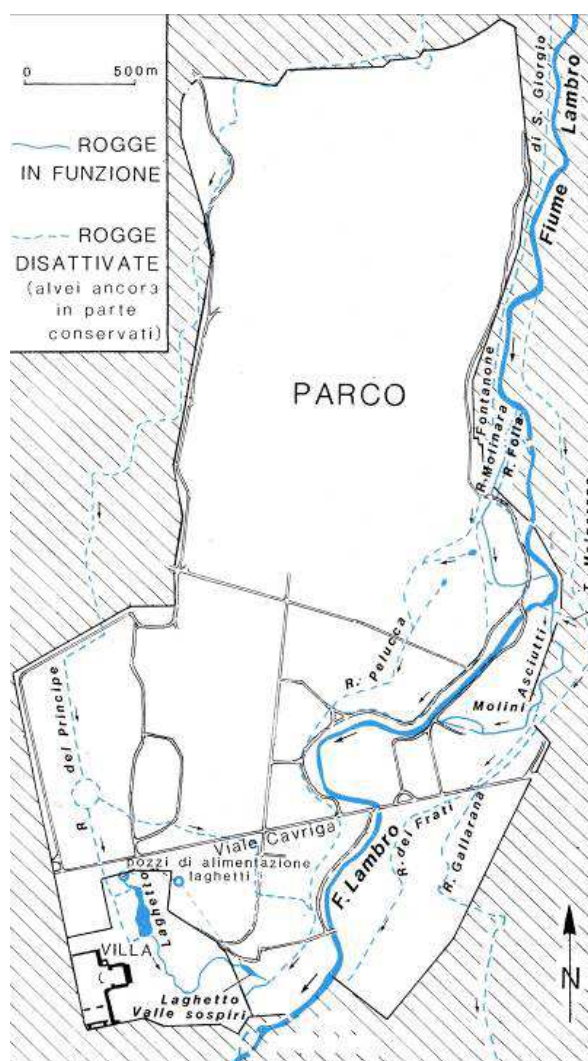 0 500m
ROGGE
IN FUNZIONE
ROGGE
DISATTIVATE
(alvei ancora
in parte
conservati)
di S. Giorgio
Fiume Lambro
PARCO
Fontanone
R. Molinara
R. Folla
R. Pelucca
Molini Asciutti
R. del Principe
Viale Cavriga
pozzi di alimentazione
laghetti
Laghetto
VILLA
F. Lambro
R. dei Frati
R. Gallarana
Laghetto
Valle sospiri
N